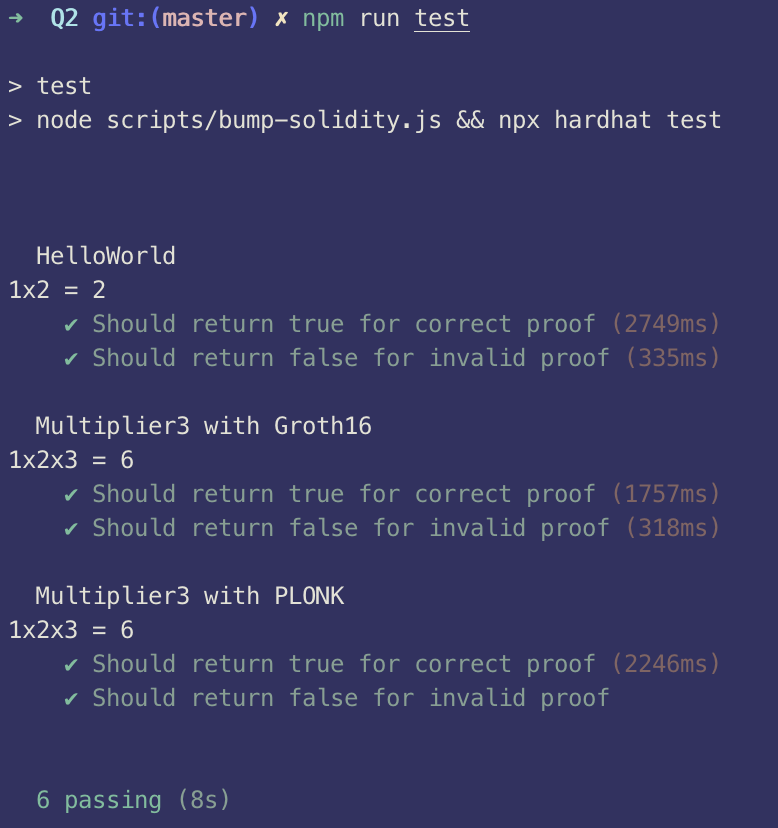 ➜  Q2 git:(master) ✗ npm run test
> test
> node scripts/bump-solidity.js && npx hardhat test
HelloWorld
1x2 = 2
✔ Should return true for correct proof (2749ms)
✔ Should return false for invalid proof (335ms)
Multiplier3 with Groth16
1x2x3 = 6
✔ Should return true for correct proof (1757ms)
✔ Should return false for invalid proof (318ms)
Multiplier3 with PLONK
1x2x3 = 6
✔ Should return true for correct proof (2246ms)
✔ Should return false for invalid proof
6 passing (8s)